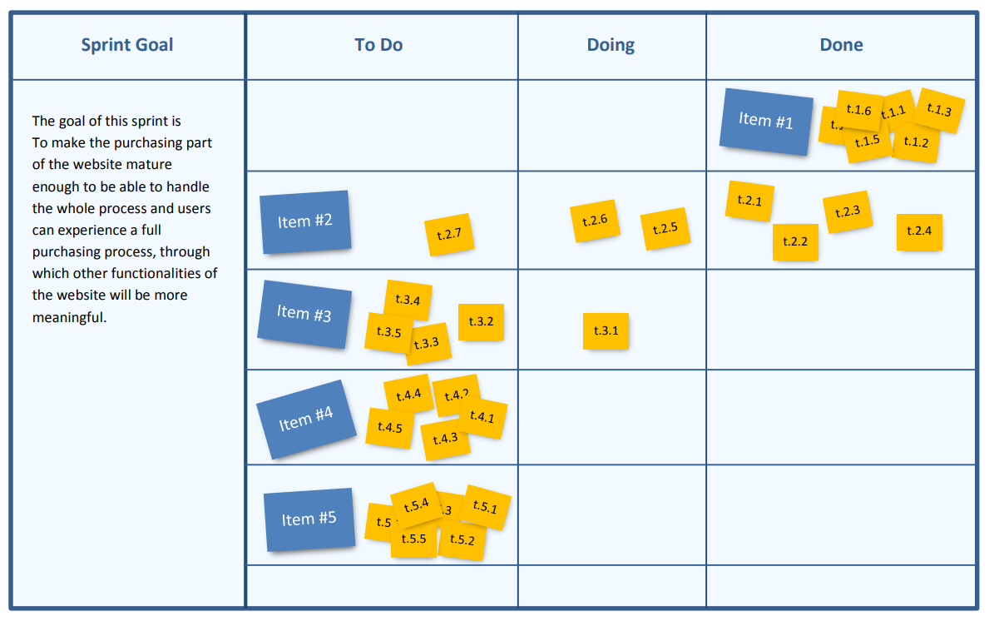 Sprint Goal
To Do
Doing
Done
The goal of this sprint is
To make the purchasing part
of the website mature
enough to be able to handle
the whole process and users
can experience a full
purchasing process, through
which other functionalities of
the website will be more
meaningful.
Item #1
t.1.6
t.1.1
t.1.3
t.1.5
t.1.2
Item #2
t.2.7
t.2.6
t.2.5
t.2.1
t.2.2
t.2.3
t.2.4
Item #3
t.3.4
t.3.5
t.3.3
t.3.2
t.3.1
Item #4
t.4.4
t.4.2
t.4.5
t.4.3
t.4.1
Item #5
t.5.4
t.5.1
t.5.5
t.5.2